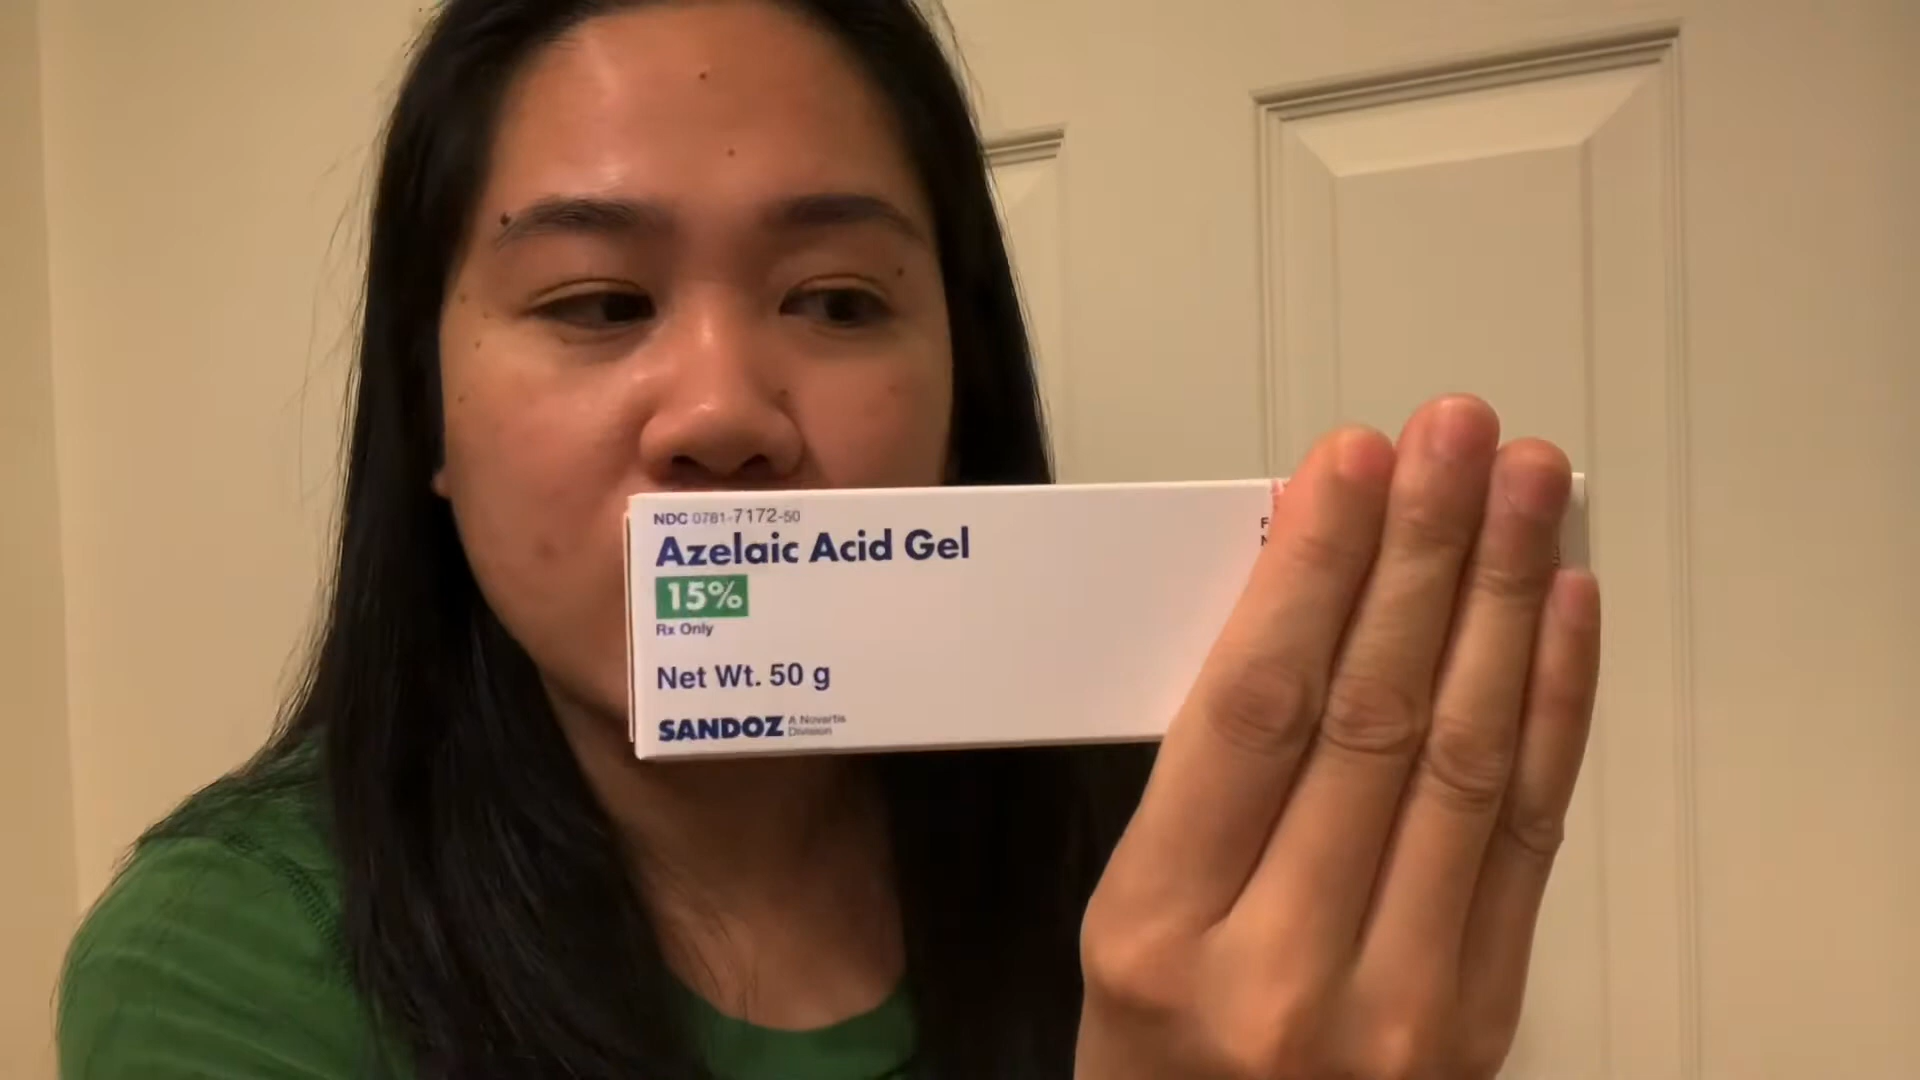 NDC 0781-7172-50
Azelaic Acid Gel
15%
Rx Only
Net Wt. 50 g
SANDOZ A Novartis
Division